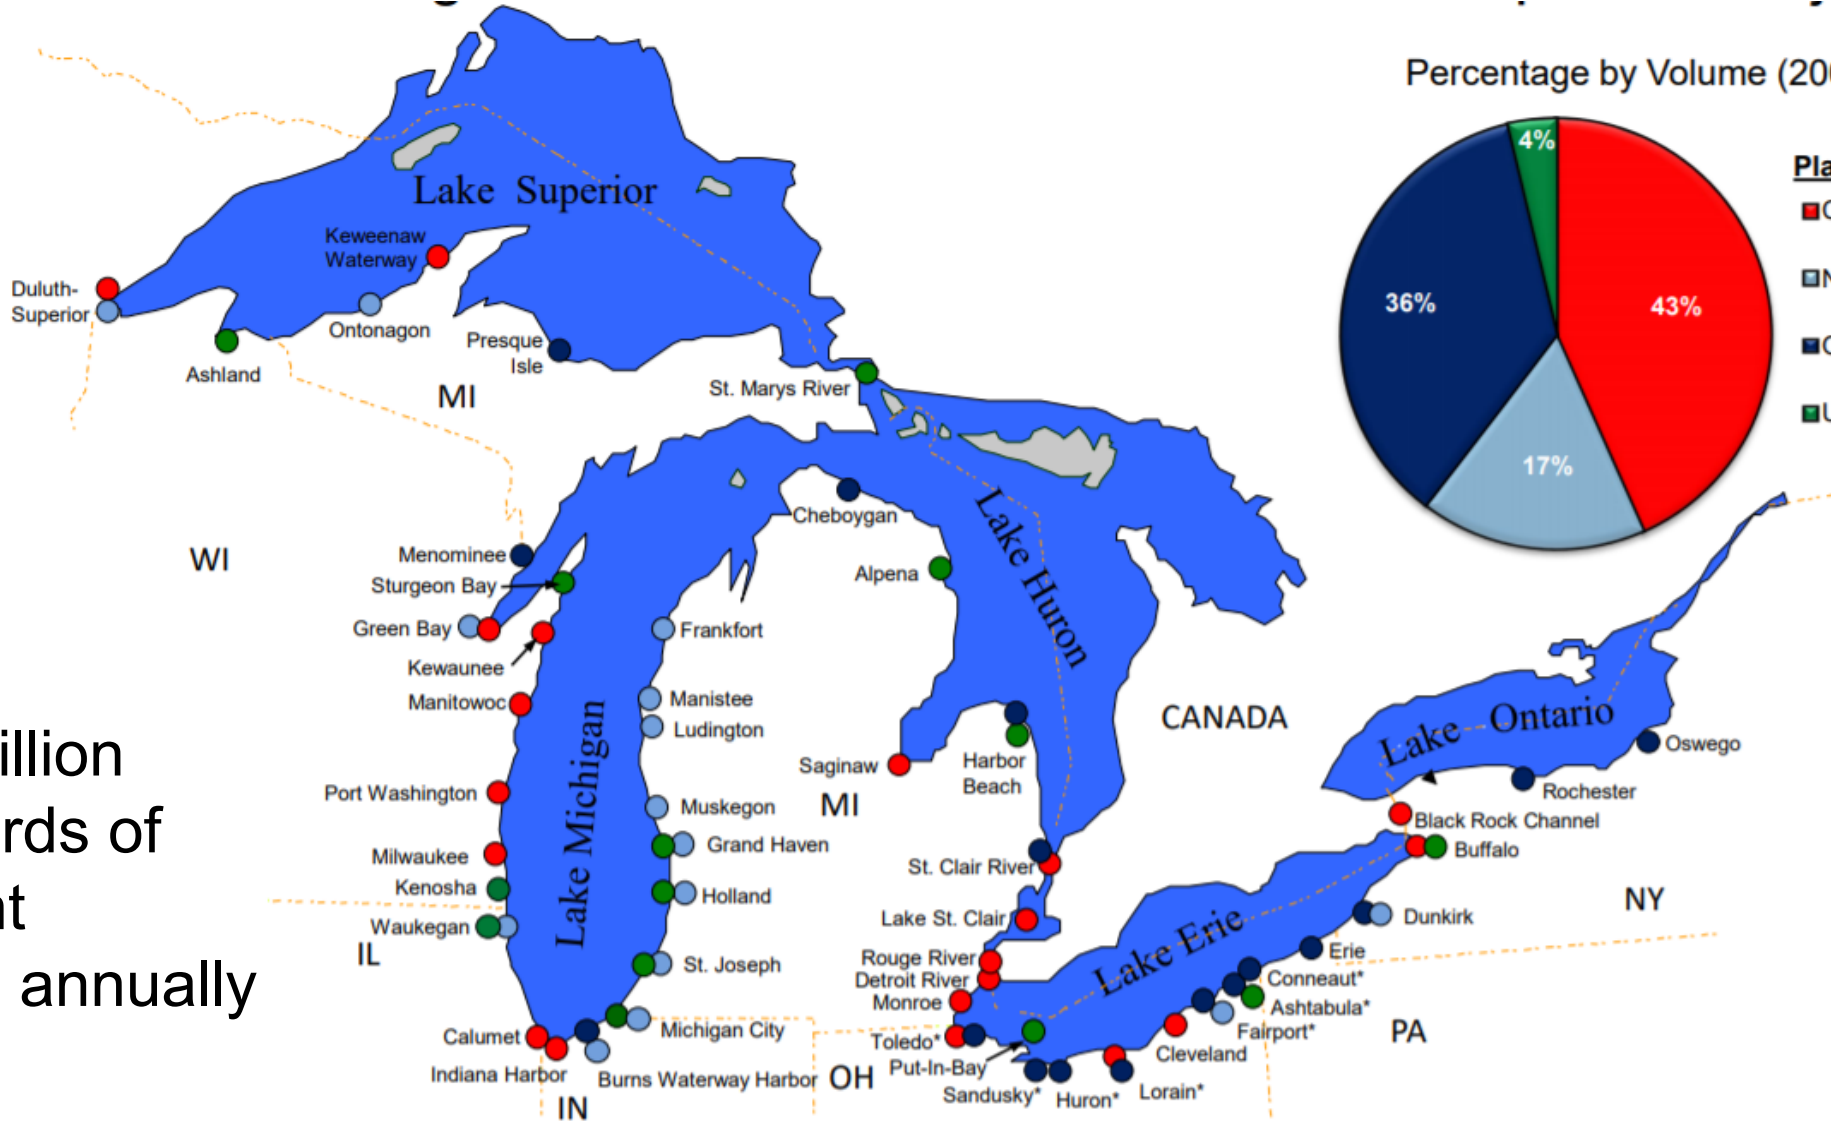 Percentage by Volume (20
4%
36%
43%
17%
Lake Superior
Keweenaw
Waterway
Duluth-
Superior
Ontonagon
Presque
Isle
Ashland
MI
St. Marys River
Cheboygan
Lake Huron
WI
Menominee
Sturgeon Bay
Alpena
Green Bay
Frankfort
Kewaunee
Manitowoc
Manistee
Ludington
Lake Michigan
CANADA
Lake Ontario
Oswego
illion
Saginaw
Harbor
Beach
Port Washington
MI
Muskegon
Rochester
rds of
Black Rock Channel
Milwaukee
Grand Haven
St. Clair River
Buffalo
Kenosha
Holland
NY
Waukegan
Lake St. Clair
Dunkirk
IL
Lake Erie
Erie
Rouge River
St. Joseph
Detroit River
Conneaut*
annually
Monroe
Ashtabula*
Michigan City
Fairport*
PA
Calumet
Toledo*
Cleveland
Indiana Harbor
Burns Waterway Harbor
OH
Put-In-Bay
Sandusky*
Huron*
Lorain*
IN